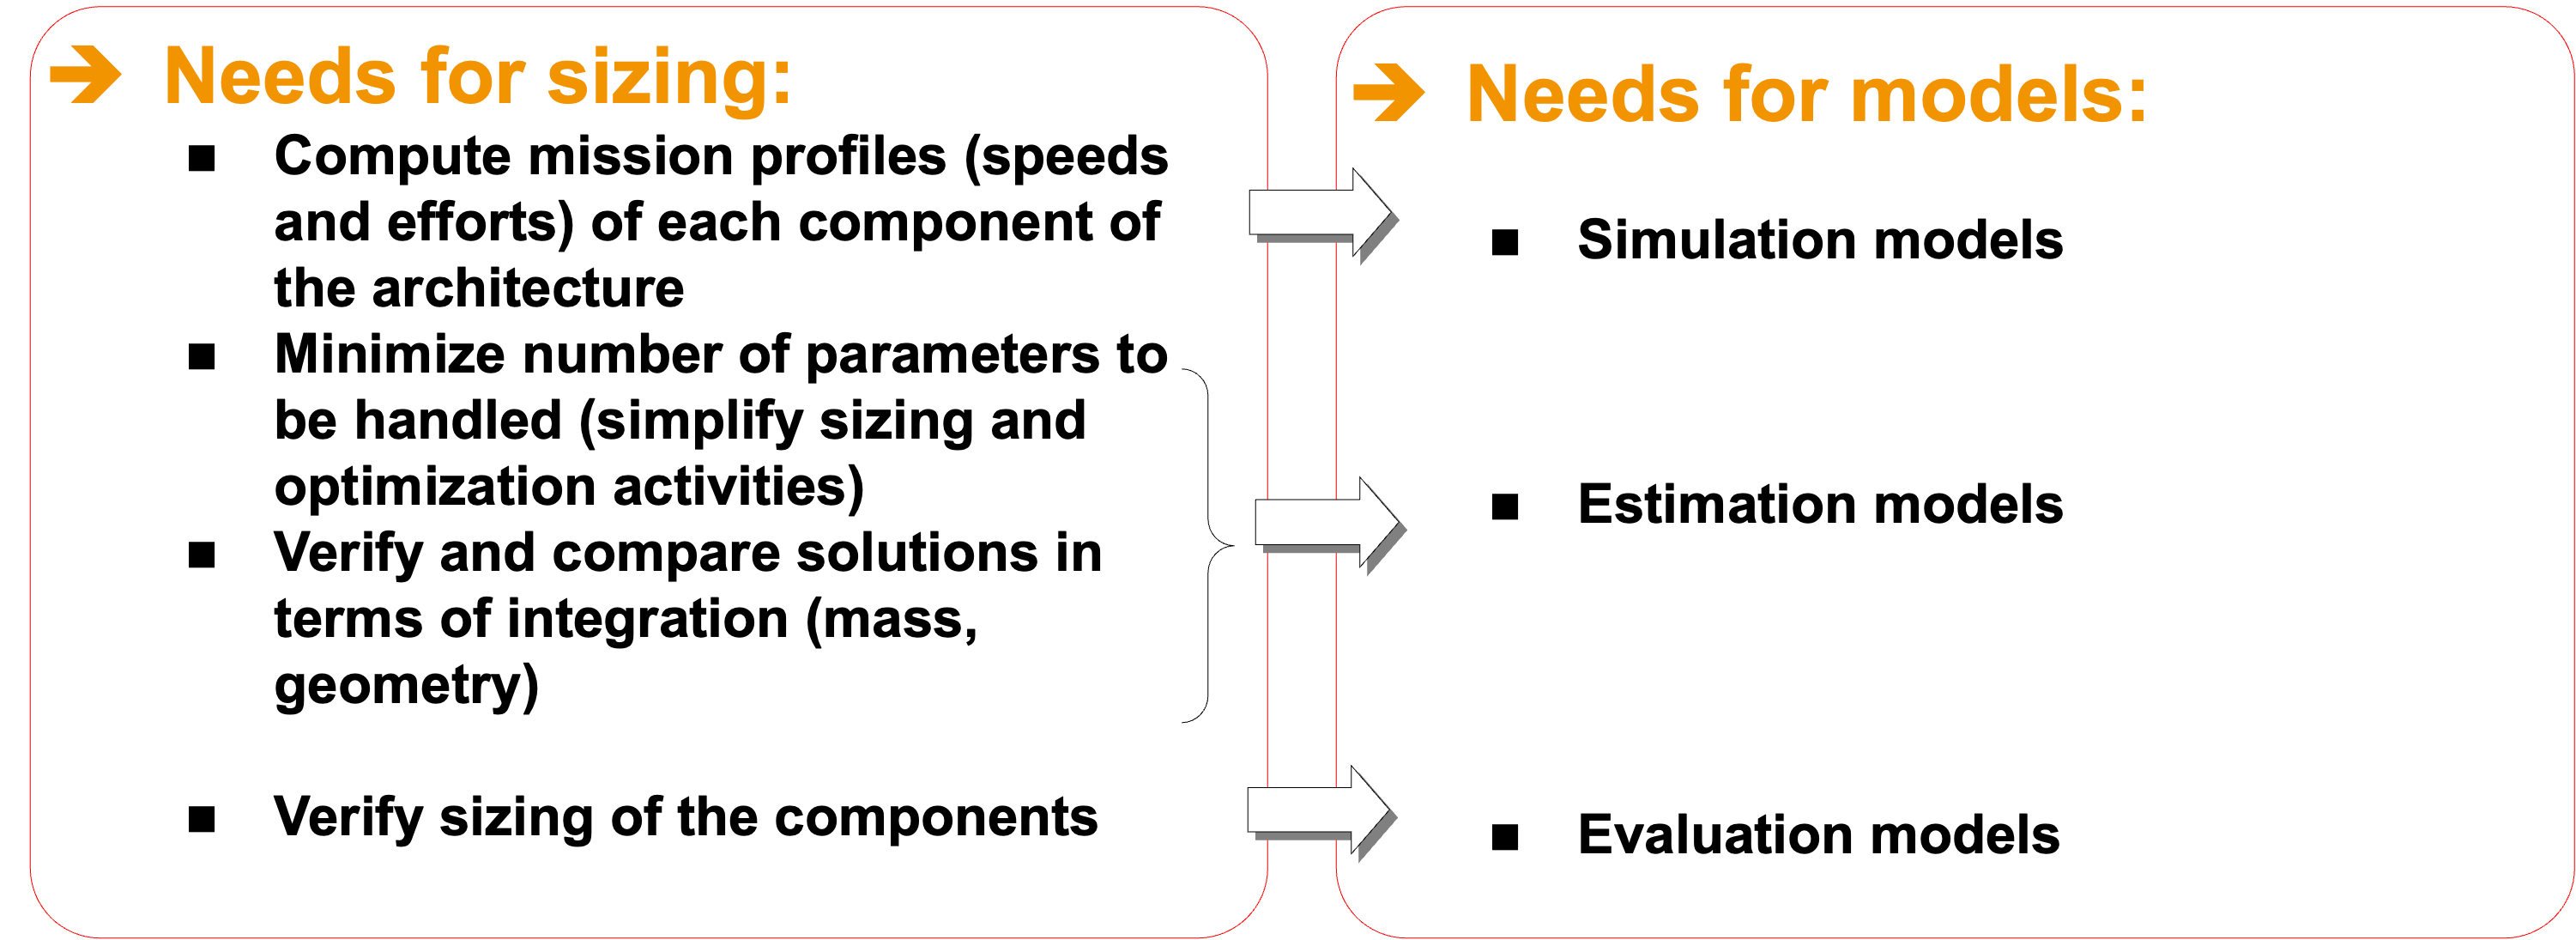 Needs for sizing:
Compute mission profiles (speeds
and efforts) of each component of
the architecture
Minimize number of parameters to
be handled (simplify sizing and
optimization activities)
Verify and compare solutions in
terms of integration (mass,
geometry)
Verify sizing of the components
Needs for models:
Simulation models
Estimation models
Evaluation models